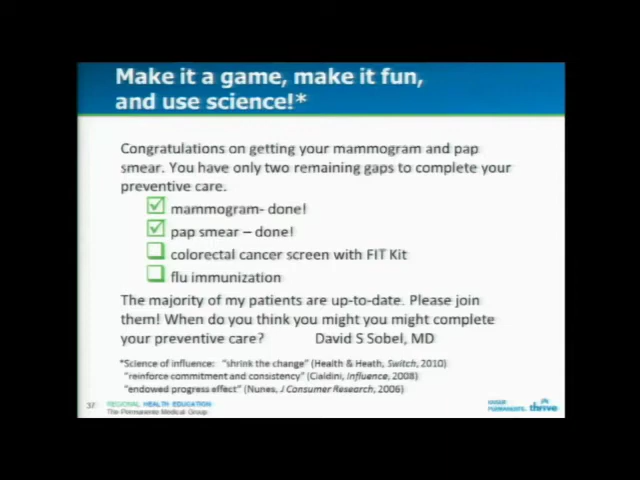 Make it a game, make it fun,
and use science!*
Congratulations on getting your mammogram and pap
smear. You have only two remaining gaps to complete your
preventive care.
mammogram- done!
pap smear – done!
colorectal cancer screen with FIT Kit
flu immunization
The majority of my patients are up-to-date. Please join
them! When do you think you might you might complete
your preventive care? David S Sobel, MD
*Science of influence: "shrink the change" (Health & Heath, Switch, 2010)
"reinforce commitment and consistency" (Cialdini, Influence, 2008)
"endowed progress effect" (Nunes, J Consumer Research, 2006)
37 REGIONAL HEALTH EDUCATION
The Permanente Medical Group
KAISER PERMANENTE. thrive